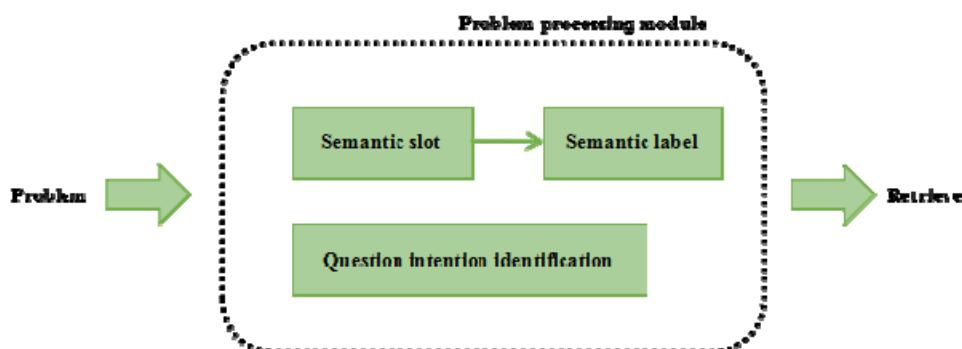 Problem processing module
Semantic slot
Semantic label
Problem
Retrieve
Question intention identification